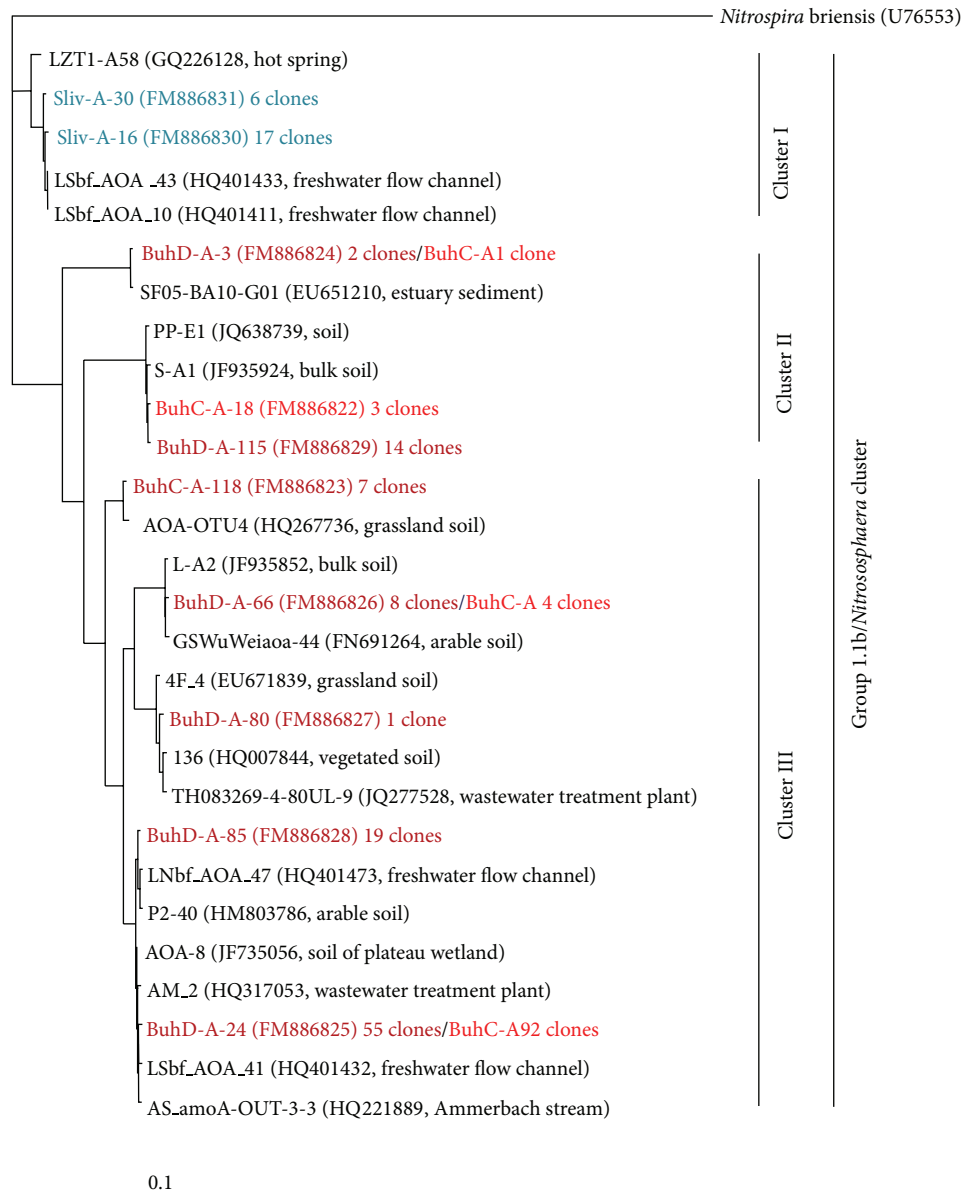 Nitrospira briensis (U76553)
LZT1-A58 (GQ226128, hot spring)
Sliv-A-30 (FM886831) 6 clones
Sliv-A-16 (FM886830) 17 clones
LSbf_AOA _43 (HQ401433, freshwater flow channel)
LSbf_AOA_10 (HQ401411, freshwater flow channel)
Cluster I
BuhD-A-3 (FM886824) 2 clones/BuhC-A1 clone
SF05-BA10-G01 (EU651210, estuary sediment)
PP-E1 (JQ638739, soil)
S-A1 (JF935924, bulk soil)
BuhC-A-18 (FM886822) 3 clones
BuhD-A-115 (FM886829) 14 clones
Cluster II
BuhC-A-118 (FM886823) 7 clones
AOA-OTU4 (HQ267736, grassland soil)
L-A2 (JF935852, bulk soil)
BuhD-A-66 (FM886826) 8 clones/BuhC-A 4 clones
GSWuWeiaoa-44 (FN691264, arable soil)
4F_4 (EU671839, grassland soil)
BuhD-A-80 (FM886827) 1 clone
136 (HQ007844, vegetated soil)
TH083269-4-80UL-9 (JQ277528, wastewater treatment plant)
BuhD-A-85 (FM886828) 19 clones
LNbf_AOA_47 (HQ401473, freshwater flow channel)
P2-40 (HM803786, arable soil)
AOA-8 (JF735056, soil of plateau wetland)
AM_2 (HQ317053, wastewater treatment plant)
BuhD-A-24 (FM886825) 55 clones/BuhC-A92 clones
LSbf_AOA_41 (HQ401432, freshwater flow channel)
AS_amoA-OUT-3-3 (HQ221889, Ammerbach stream)
Cluster III
Group 1.1b/Nitrososphaera cluster
0.1